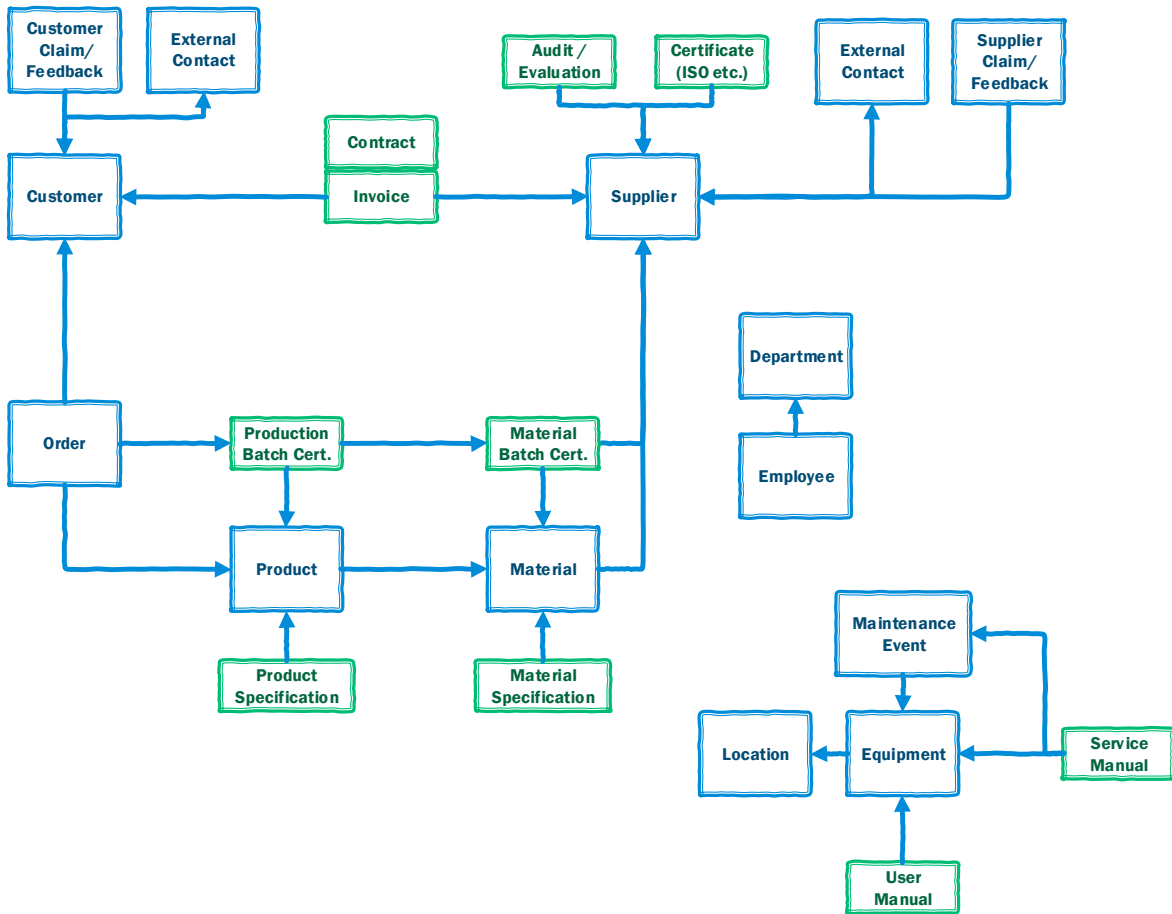 Customer
Claim/
Feedback
External
Contact
Audit /
Evaluation
Certificate
(ISO etc.)
External
Contact
Supplier
Claim/
Feedback
Contract
Customer
Invoice
Supplier
Department
Order
Production
Batch Cert.
Material
Batch Cert.
Employee
Product
Material
Maintenance
Event
Product
Specification
Material
Specification
Location
Equipment
Service
Manual
User
Manual